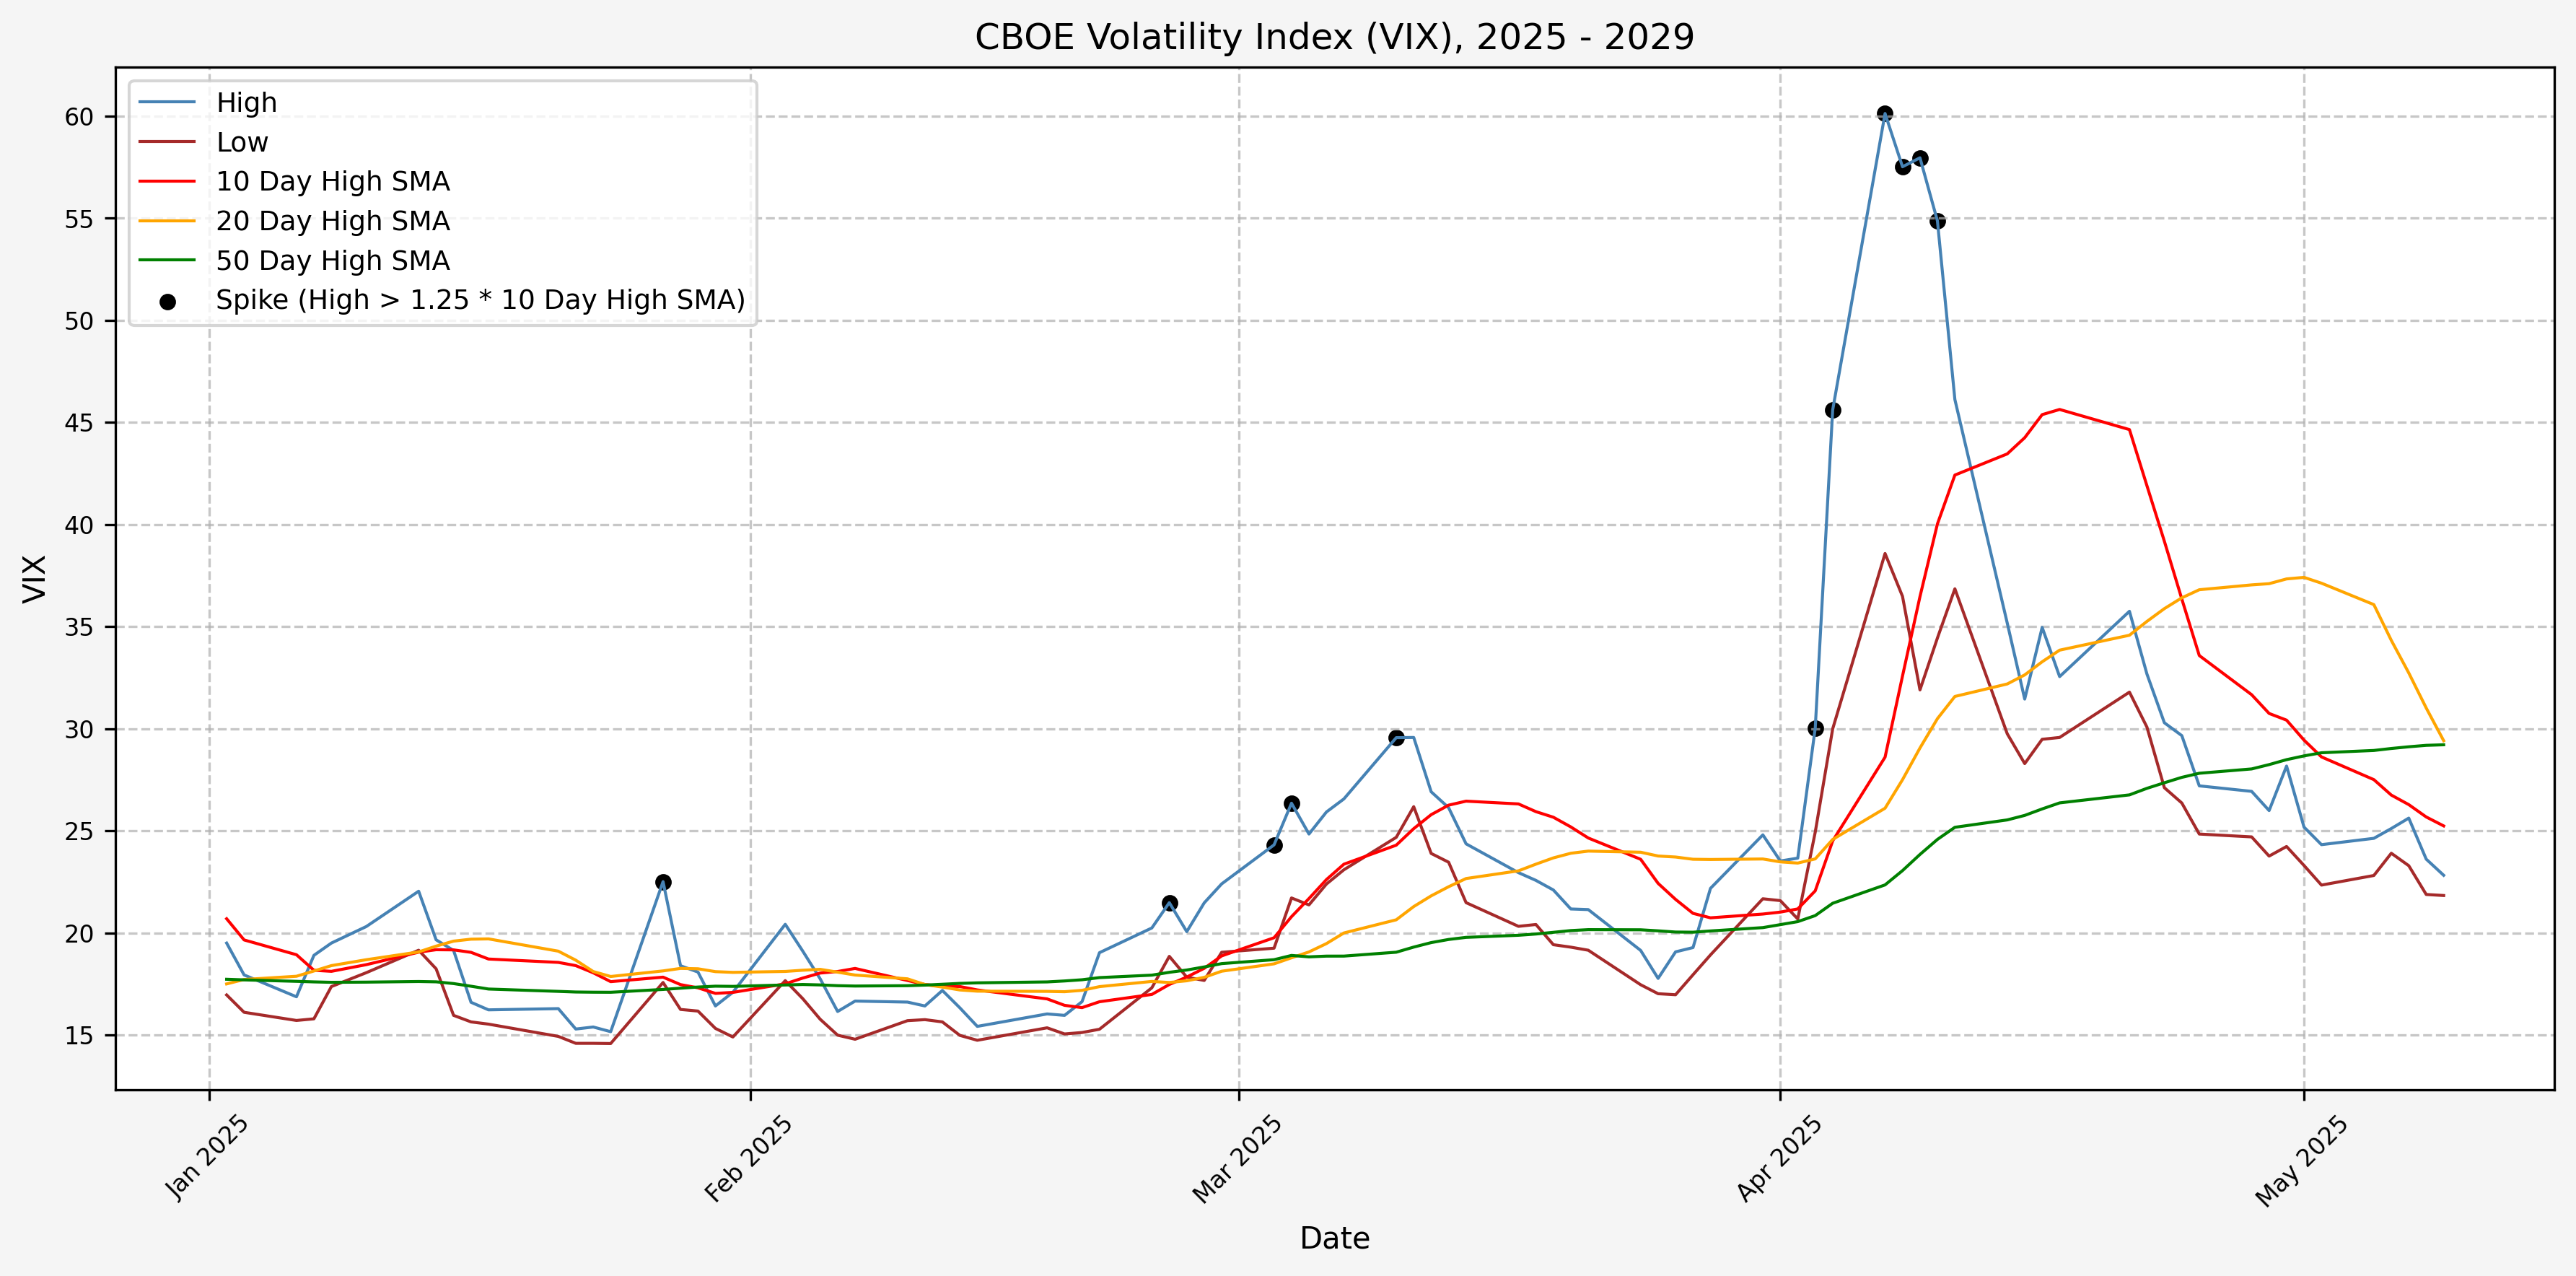 CBOE Volatility Index (VIX), 2025 - 2029
High
Low
10 Day High SMA
20 Day High SMA
50 Day High SMA
Spike (High > 1.25 * 10 Day High SMA)
VIX
60
55
50
45
40
35
30
25
20
15
Jan 2025
Feb 2025
Mar 2025
Apr 2025
May 2025
Date